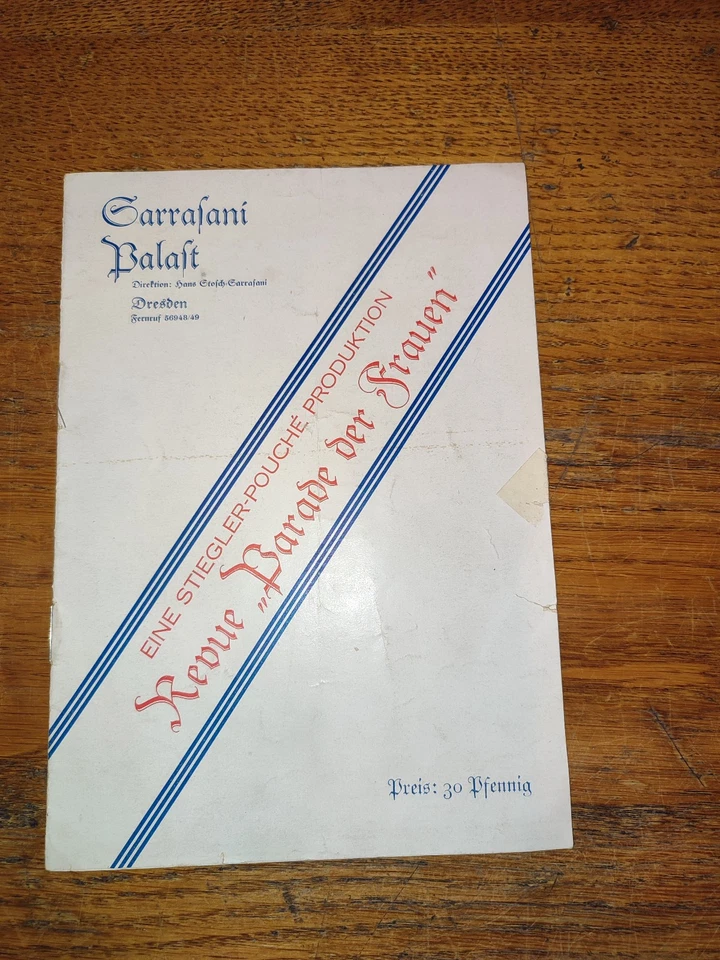 Sarraſani
Palaſt
Direktion: Hans Stoſch-Sarraſani
Dresden
Fernruf 56948/49
EINE STIEGLER-POUCHÉ PRODUKTION
Revue „Parade der Frauen”
Preis: 30 Pfennig